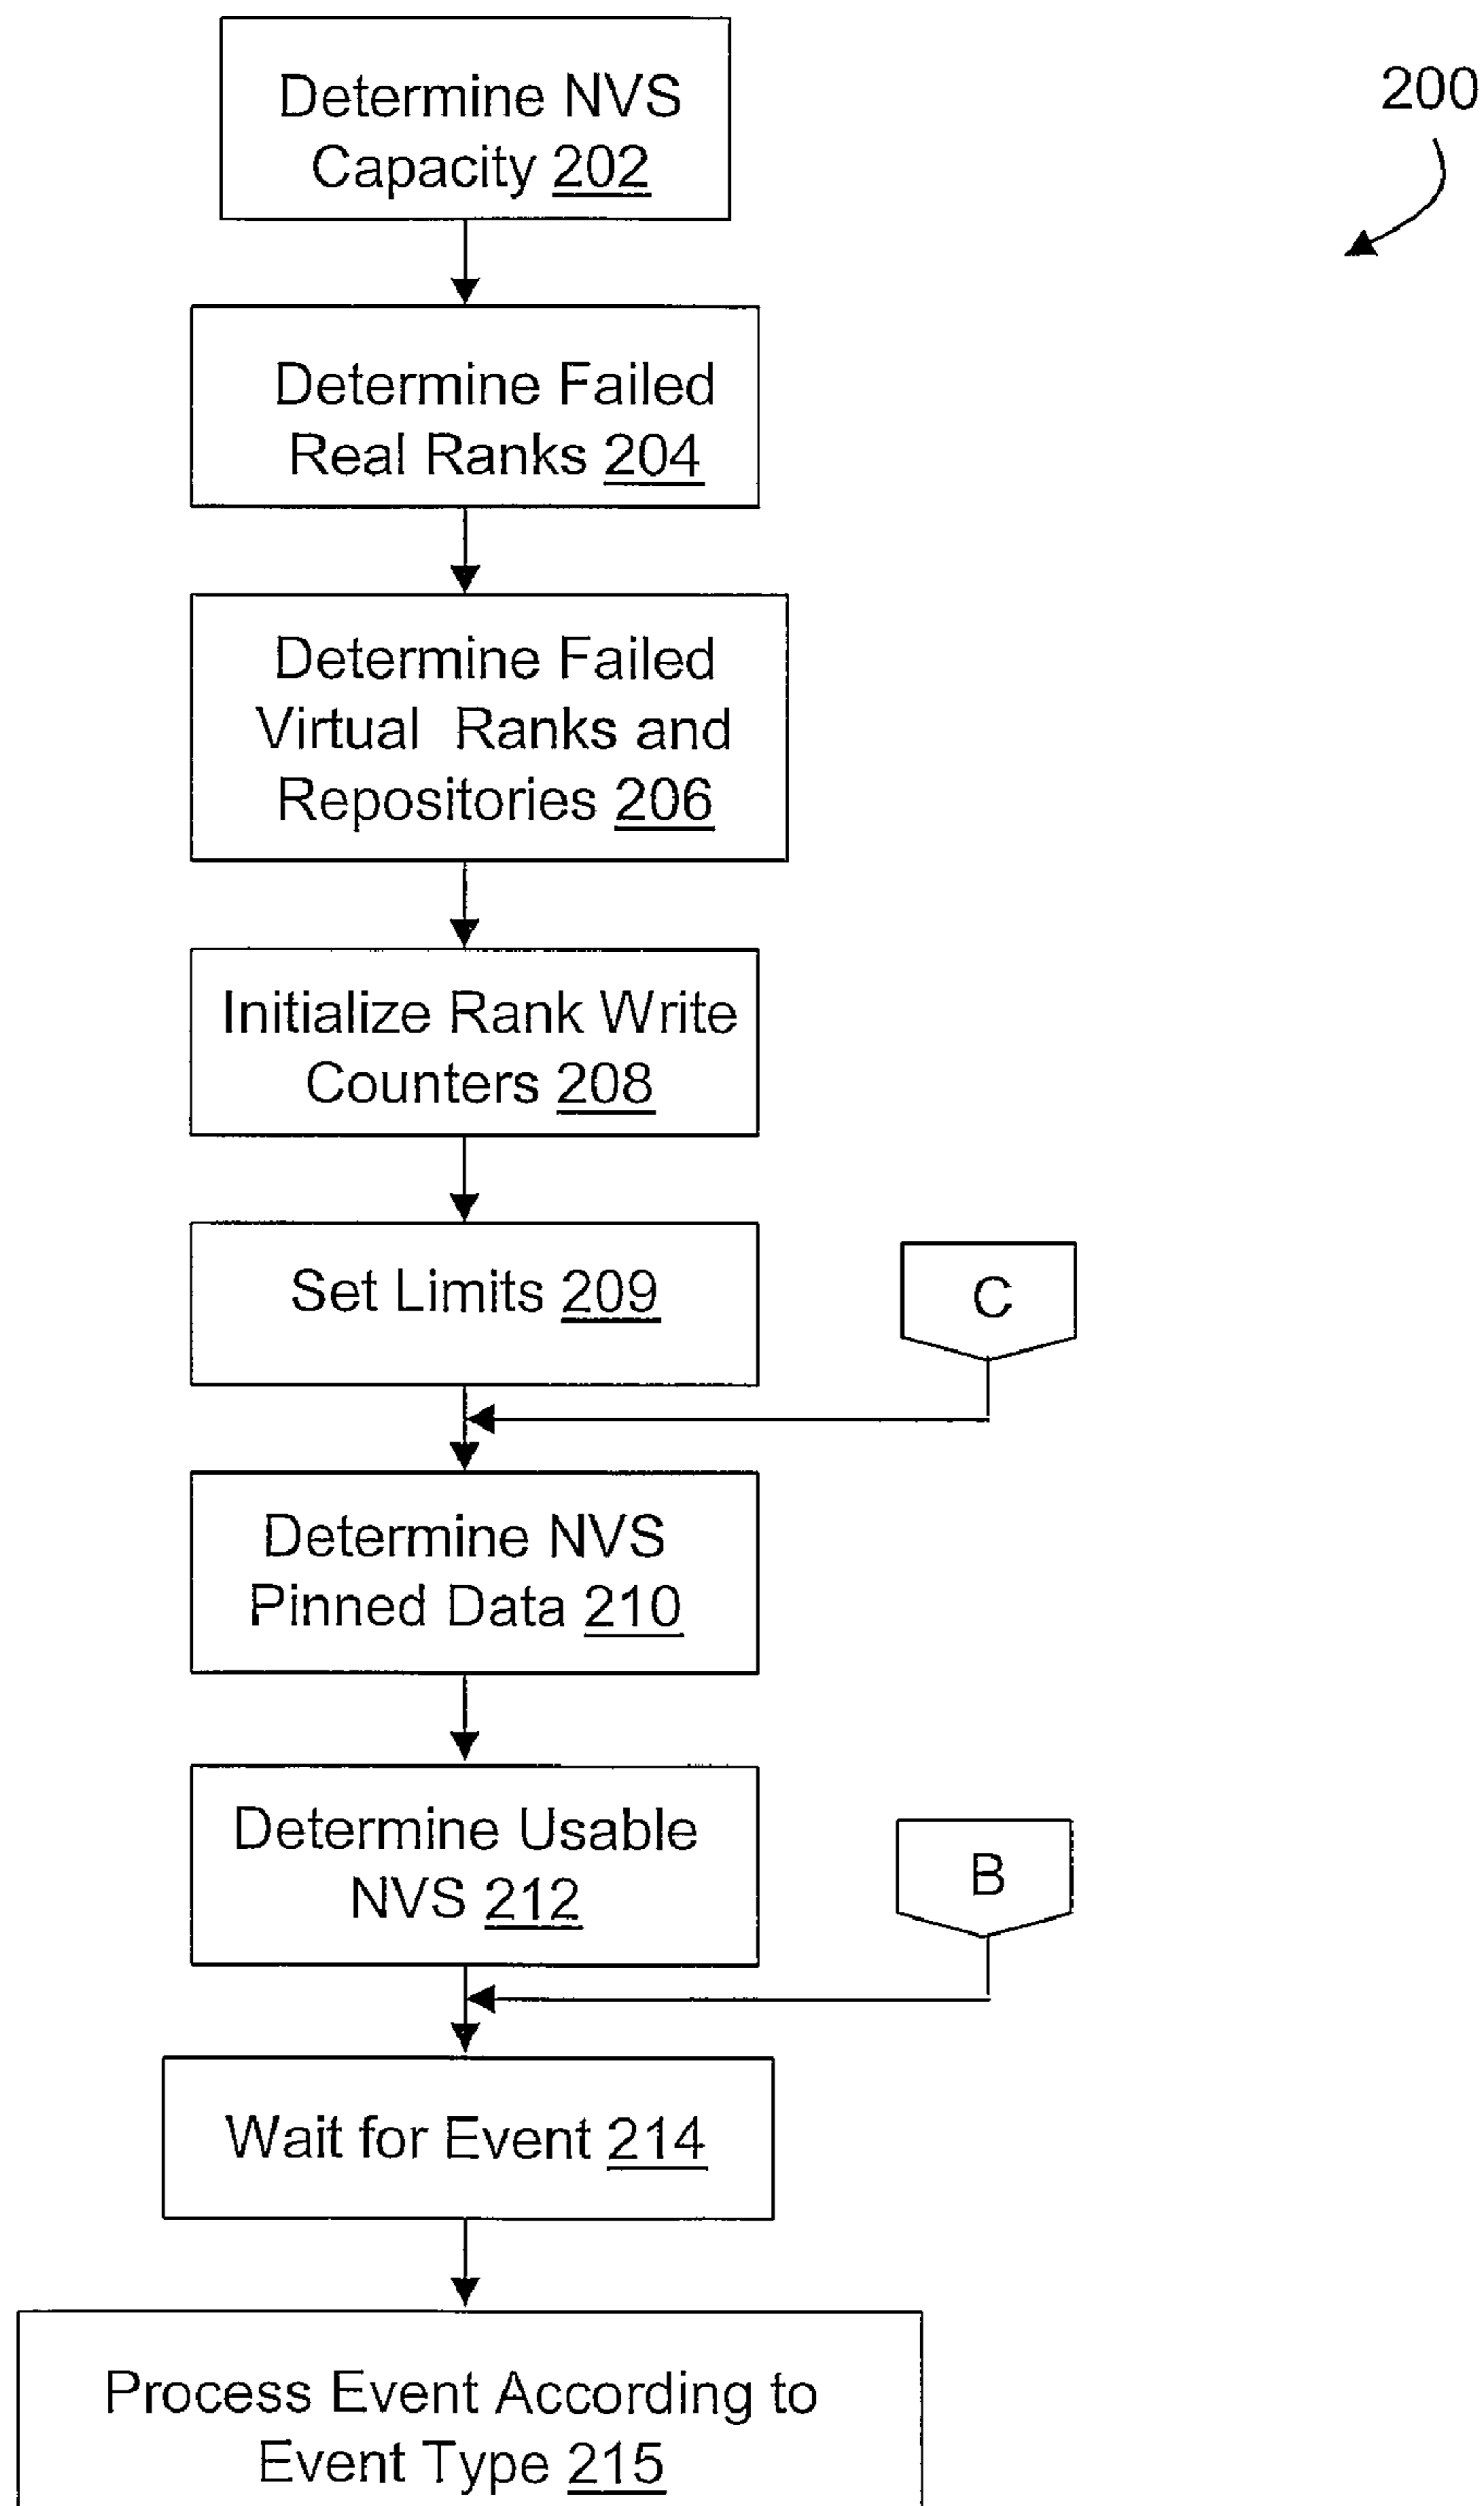 200
Determine NVS
Capacity 202
Determine Failed
Real Ranks 204
Determine Failed
Virtual Ranks and
Repositories 206
Initialize Rank Write
Counters 208
Set Limits 209
C
Determine NVS
Pinned Data 210
Determine Usable
NVS 212
B
Wait for Event 214
Process Event According to
Event Type 215